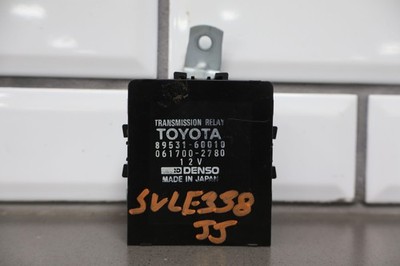 TRANSMISSION RELAY
TOYOTA
89531-60010
061700-2780
12V
DENSO
MADE IN JAPAN
SVLE338
JJ